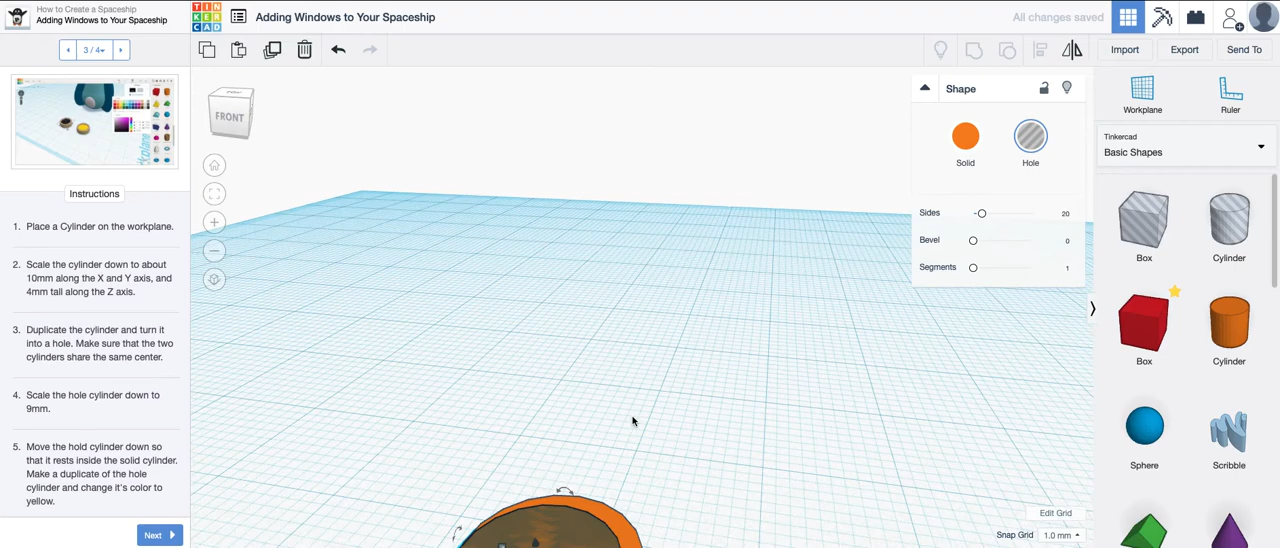 How to Create a Spaceship
Adding Windows to Your Spaceship
TIN
KER
CAD
Adding Windows to Your Spaceship
All changes saved
3 / 4
Import
Export
Send To
Instructions
1. Place a Cylinder on the workplane.
2. Scale the cylinder down to about
10mm along the X and Y axis, and
4mm tall along the Z axis.
3. Duplicate the cylinder and turn it
into a hole. Make sure that the two
cylinders share the same center.
4. Scale the hole cylinder down to
9mm.
5. Move the hold cylinder down so
that it rests inside the solid cylinder.
Make a duplicate of the hole
cylinder and change it's color to
yellow.
Next
TOP
FRONT
Shape
Solid
Hole
Sides
20
Bevel
0
Segments
1
Edit Grid
Snap Grid 1.0 mm
Workplane
Ruler
Tinkercad
Basic Shapes
Box
Cylinder
Box
Cylinder
Sphere
Scribble